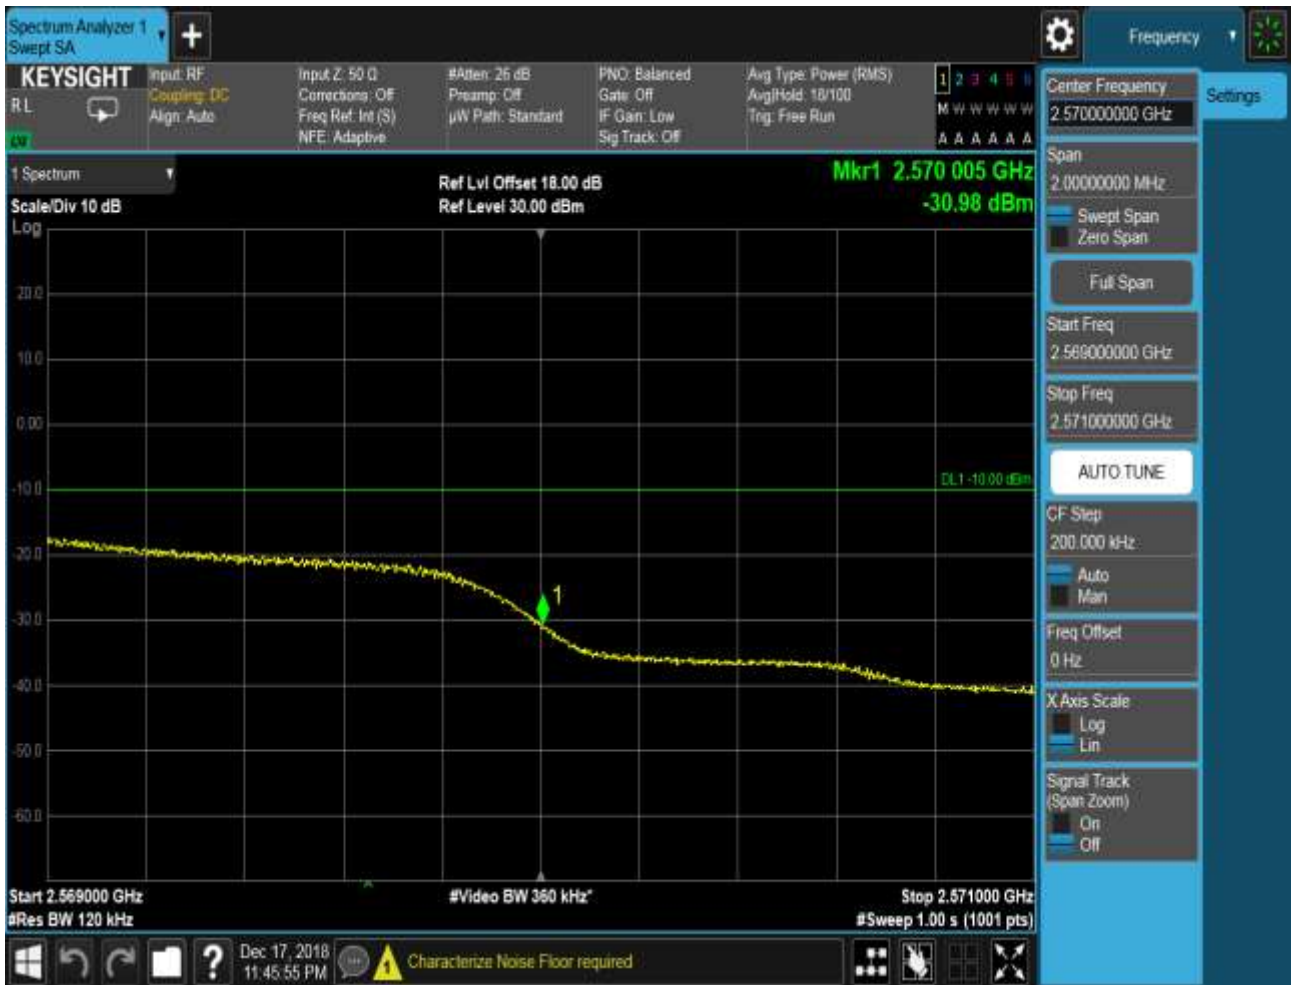 Spectrum Analyzer 1
Swept SA
+
Frequency
KEYSIGHT
R L
Input: RF
Coupling: DC
Align: Auto
Input Z: 50 Ω
Corrections: Off
Freq Ref: Int (S)
NFE: Adaptive
#Atten: 26 dB
Preamp: Off
µW Path: Standard
PNO: Balanced
Gate: Off
IF Gain: Low
Sig Track: Off
Avg Type: Power (RMS)
Avg|Hold: 18/100
Trig: Free Run
1 2 3 4 5 6
M W W W W W
A A A A A A
1 Spectrum
Scale/Div 10 dB
Log
Ref Lvl Offset 18.00 dB
Ref Level 30.00 dBm
Mkr1 2.570 005 GHz
-30.98 dBm
20.0
10.0
0.00
-10.0
-20.0
-30.0
-40.0
-50.0
-60.0
DL1 -10.00 dBm
1
Start 2.569000 GHz
#Res BW 120 kHz
#Video BW 360 kHz*
Stop 2.571000 GHz
#Sweep 1.00 s (1001 pts)
Center Frequency
2.570000000 GHz
Settings
Span
2.00000000 MHz
Swept Span
Zero Span
Full Span
Start Freq
2.569000000 GHz
Stop Freq
2.571000000 GHz
AUTO TUNE
CF Step
200.000 kHz
Auto
Man
Freq Offset
0 Hz
X Axis Scale
Log
Lin
Signal Track
(Span Zoom)
On
Off
?
Dec 17, 2018
11:45:55 PM
1
Characterize Noise Floor required